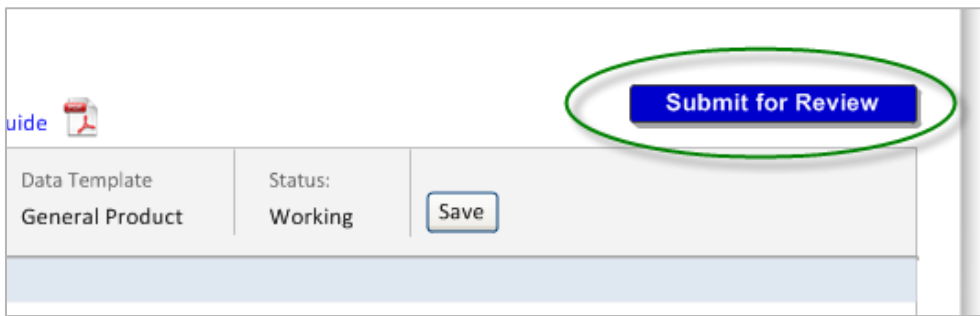 Submit for Review
uide
Data Template
Status:
General Product
Working
Save